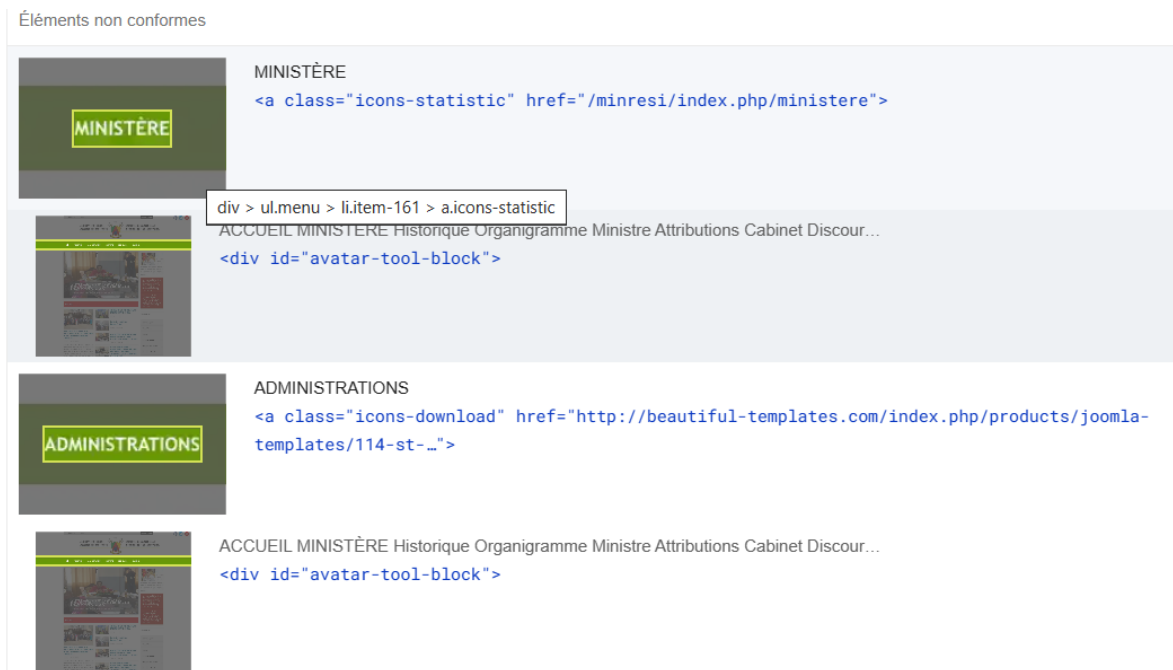 Éléments non conformes
MINISTÈRE
<a class="icons-statistic" href="/minresi/index.php/ministere">
MINISTÈRE
div > ul.menu > li.item-161 > a.icons-statistic
ACCUEIL MINISTÈRE Historique Organigramme Ministre Attributions Cabinet Discour...
<div id="avatar-tool-block">
ADMINISTRATIONS
<a class="icons-download" href="http://beautiful-templates.com/index.php/products/joomla-
templates/114-st-…">
ADMINISTRATIONS
ACCUEIL MINISTÈRE Historique Organigramme Ministre Attributions Cabinet Discour...
<div id="avatar-tool-block">